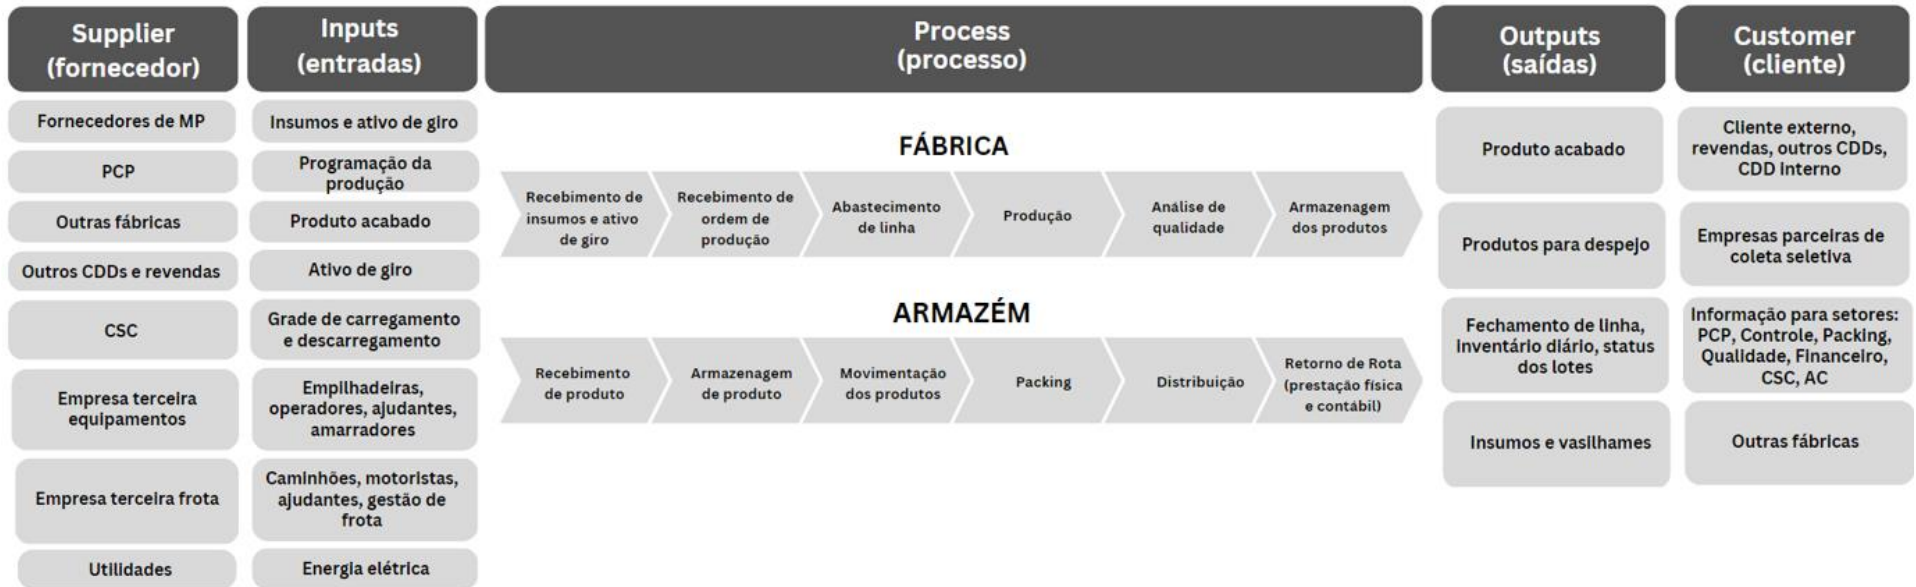 Supplier
(fornecedor)
Inputs
(entradas)
Process
(processo)
Outputs
(saídas)
Customer
(cliente)
Fornecedores de MP
PCP
Outras fábricas
Outros CDDs e revendas
CSC
Empresa terceira
equipamentos
Empresa terceira frota
Utilidades
Insumos e ativo de giro
Programação da
produção
Produto acabado
Ativo de giro
Grade de carregamento
e descarregamento
Empilhadeiras,
operadores, ajudantes,
amarradores
Caminhões, motoristas,
ajudantes, gestão de
frota
Energia elétrica
FÁBRICA
Recebimento de
insumos e ativo
de giro
Recebimento de
ordem de
produção
Abastecimento
de linha
Produção
Análise de
qualidade
Armazenagem
dos produtos
ARMAZÉM
Recebimento
de produto
Armazenagem
de produto
Movimentação
dos produtos
Packing
Distribuição
Retorno de Rota
(prestação física
e contábil)
Produto acabado
Produtos para despejo
Fechamento de linha,
Inventário diário, status
dos lotes
Insumos e vasilhames
Cliente externo,
revendas, outros CDDs,
CDD Interno
Empresas parceiras de
coleta seletiva
Informação para setores:
PCP, Controle, Packing,
Qualidade, Financeiro,
CSC, AC
Outras fábricas